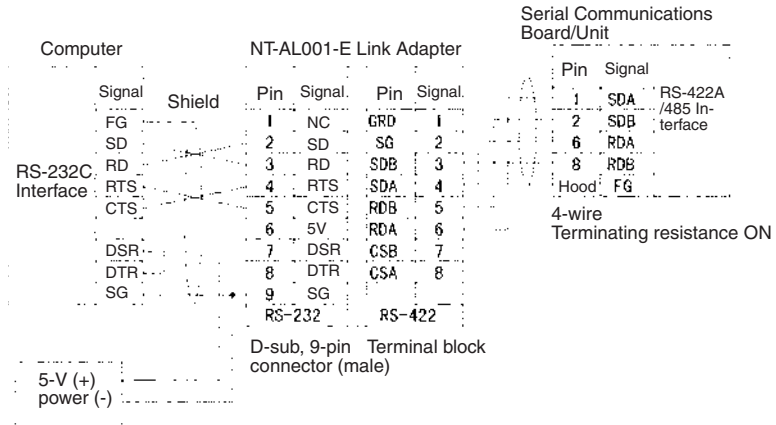 Serial Communications
Board/Unit
Computer
NT-AL001-E Link Adapter
Pin Signal
Signal
Shield
Pin Signal Pin Signal
1 SDA
RS-422A
/485 In-
terface
FG
1 NC GRD 1
2 SDB
SD
2 SD SG 2
6 RDA
RS-232C
Interface
RD
3 RD SDB 3
8 RDB
RTS
4 RTS SDA 4
Hood FG
CTS
5 CTS RDB 5
4-wire
Terminating resistance ON
6 5V RDA 6
DSR
7 DSR CSB 7
DTR
8 DTR CSA 8
SG
9 SG
RS-232 RS-422
D-sub, 9-pin
connector (male)
Terminal block
5-V (+)
power (-)